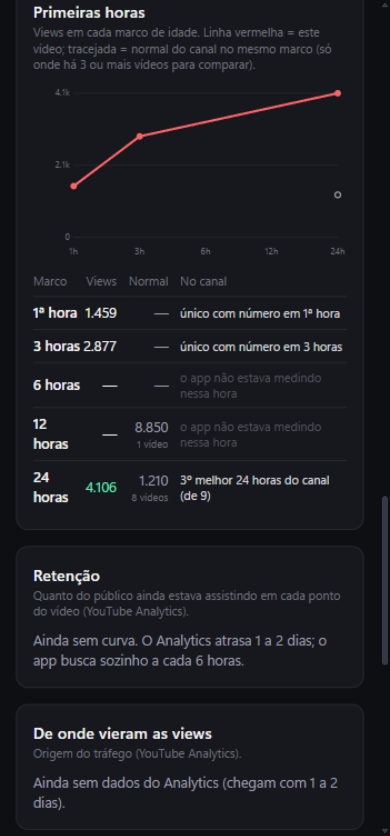 Primeiras horas
Views em cada marco de idade. Linha vermelha = este
vídeo; tracejada = normal do canal no mesmo marco (só
onde há 3 ou mais vídeos para comparar).
4.1k
2.1k
0
1h 3h 6h 12h 24h
Marco Views Normal No canal
1ª hora 1.459 — único com número em 1ª hora
3 horas 2.877 — único com número em 3 horas
6 horas — — o app não estava medindo
nessa hora
12
horas — 8.850
1 vídeo o app não estava medindo
nessa hora
24
horas 4.106 1.210
8 vídeos 3º melhor 24 horas do canal
(de 9)
Retenção
Quanto do público ainda estava assistindo em cada ponto
do vídeo (YouTube Analytics).
Ainda sem curva. O Analytics atrasa 1 a 2 dias; o
app busca sozinho a cada 6 horas.
De onde vieram as views
Origem do tráfego (YouTube Analytics).
Ainda sem dados do Analytics (chegam com 1 a 2
dias).